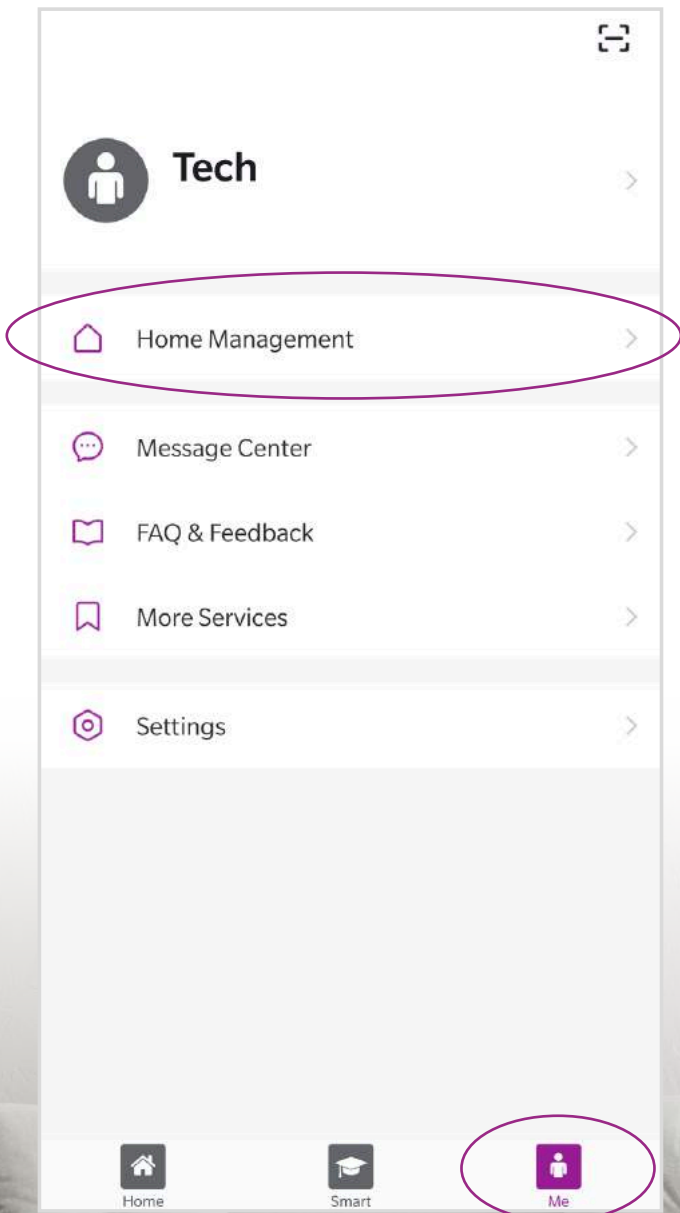 Tech
Home Management
Message Center
FAQ & Feedback
More Services
Settings
Home Smart Me